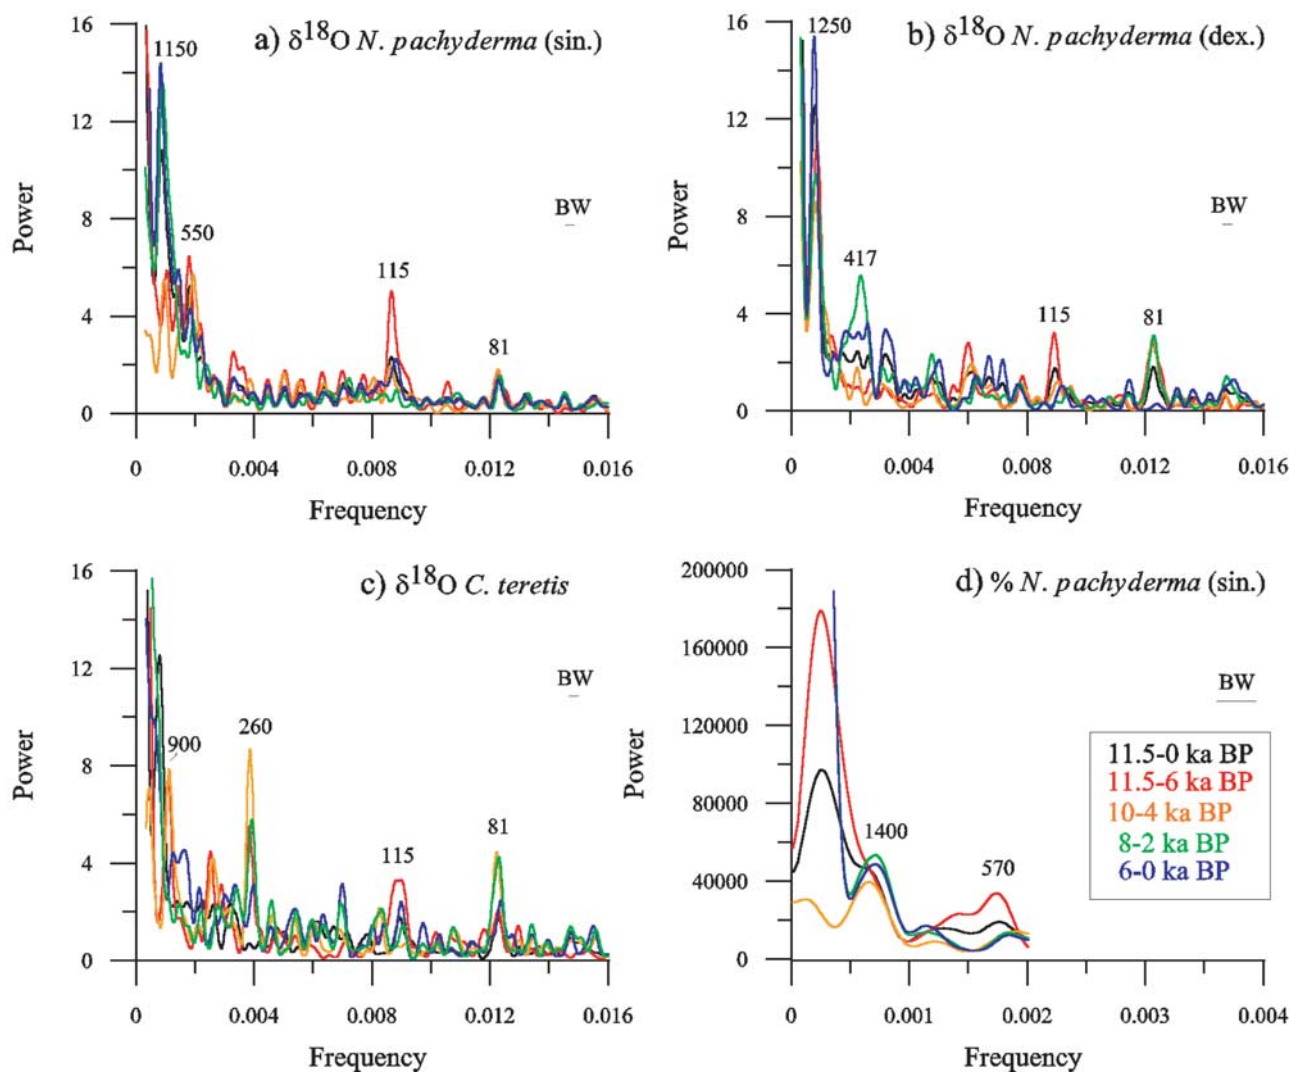 a) δ18O N. pachyderma (sin.)
16
1150
12
Power
8
BW
550
115
4
81
0
0 0.004 0.008 0.012 0.016
Frequency
b) δ18O N. pachyderma (dex.)
16
1250
12
Power
8
BW
417
4
115
81
0
0 0.004 0.008 0.012 0.016
Frequency
c) δ18O C. teretis
16
12
BW
Power
900
260
8
4
115
81
0
0 0.004 0.008 0.012 0.016
Frequency
d) % N. pachyderma (sin.)
200000
160000
BW
120000
Power
80000
1400
570
40000
0
11.5-0 ka BP
11.5-6 ka BP
10-4 ka BP
8-2 ka BP
6-0 ka BP
0 0.001 0.002 0.003 0.004
Frequency